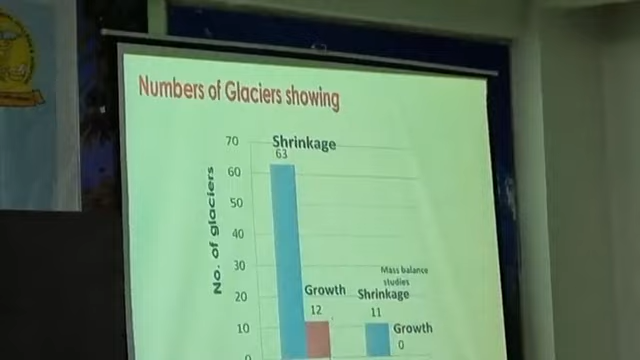 Numbers of Glaciers showing
No. of glaciers
70
60
50
40
30
20
10
0
Shrinkage
63
Growth
12
Mass balance
studies
Shrinkage
11
Growth
0